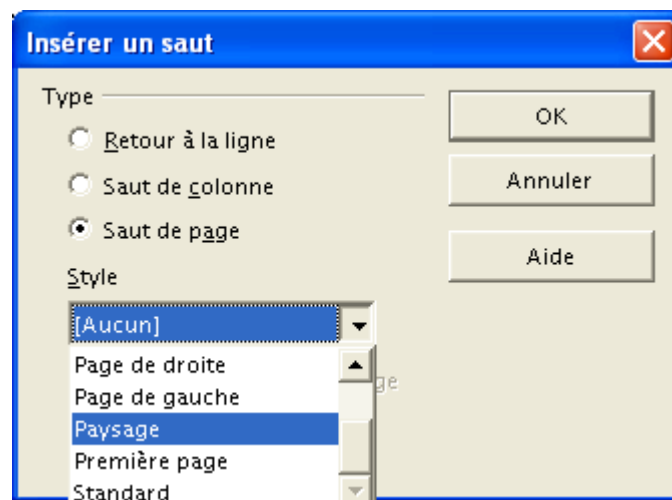 Insérer un saut
Type
Retour à la ligne
Saut de colonne
Saut de page
Style
[Aucun]
Page de droite
Page de gauche
ge
Paysage
Première page
Standard
OK
Annuler
Aide